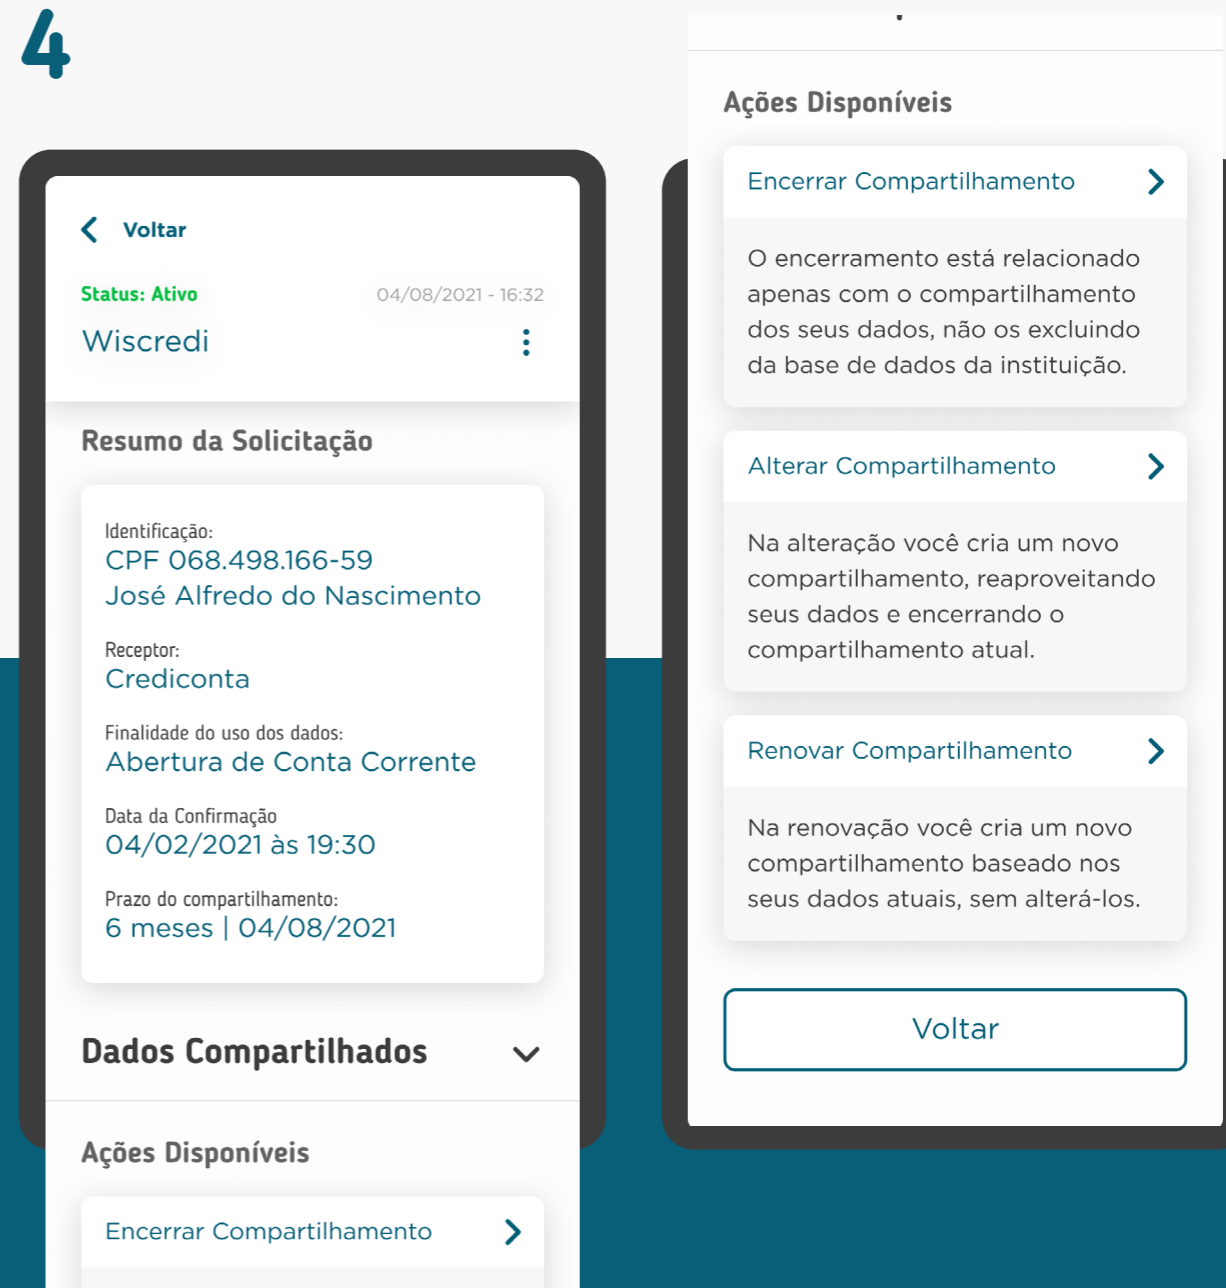 4
Voltar
Status: Ativo
04/08/2021 - 16:32
Wiscredi
Resumo da Solicitação
Identificação:
CPF 068.498.166-59
José Alfredo do Nascimento
Receptor:
Crediconta
Finalidade do uso dos dados:
Abertura de Conta Corrente
Data da Confirmação
04/02/2021 às 19:30
Prazo do compartilhamento:
6 meses | 04/08/2021
Dados Compartilhados
Ações Disponíveis
Encerrar Compartilhamento
Ações Disponíveis
Encerrar Compartilhamento
O encerramento está relacionado
apenas com o compartilhamento
dos seus dados, não os excluindo
da base de dados da instituição.
Alterar Compartilhamento
Na alteração você cria um novo
compartilhamento, reaproveitando
seus dados e encerrando o
compartilhamento atual.
Renovar Compartilhamento
Na renovação você cria um novo
compartilhamento baseado nos
seus dados atuais, sem alterá-los.
Voltar